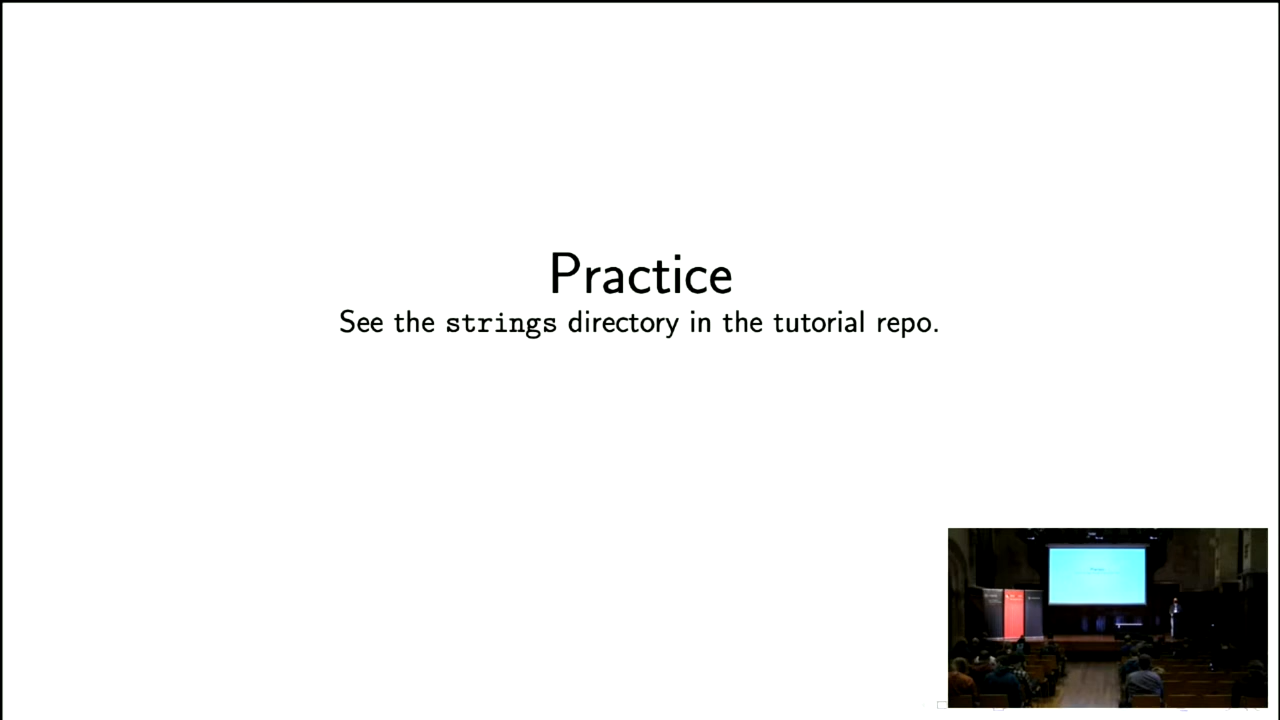 Practice
See the strings directory in the tutorial repo.